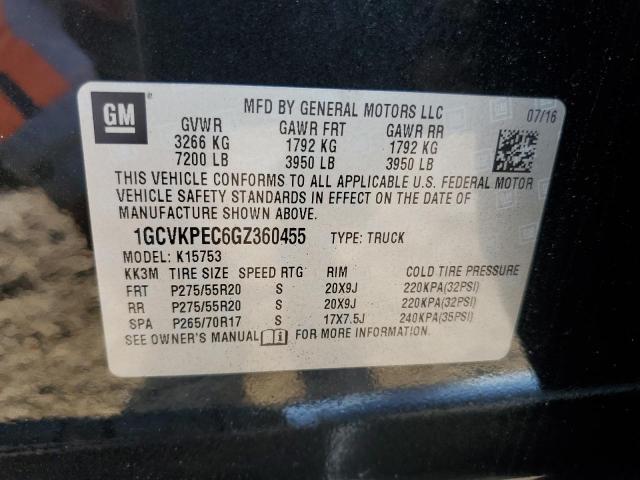 GM
MFD BY GENERAL MOTORS LLC 07/16
GVWR GAWR FRT GAWR RR
3266 KG 1792 KG 1792 KG
7200 LB 3950 LB 3950 LB
THIS VEHICLE CONFORMS TO ALL APPLICABLE U.S. FEDERAL MOTOR
VEHICLE SAFETY STANDARDS IN EFFECT ON THE DATE OF
MANUFACTURE SHOWN ABOVE.
1GCVKPEC6GZ360455 TYPE: TRUCK
MODEL: K15753
KK3M TIRE SIZE SPEED RTG RIM COLD TIRE PRESSURE
FRT P275/55R20 S 20X9J 220KPA(32PSI)
RR P275/55R20 S 20X9J 220KPA(32PSI)
SPA P265/70R17 S 17X7.5J 240KPA(35PSI)
SEE OWNER'S MANUAL FOR MORE INFORMATION.